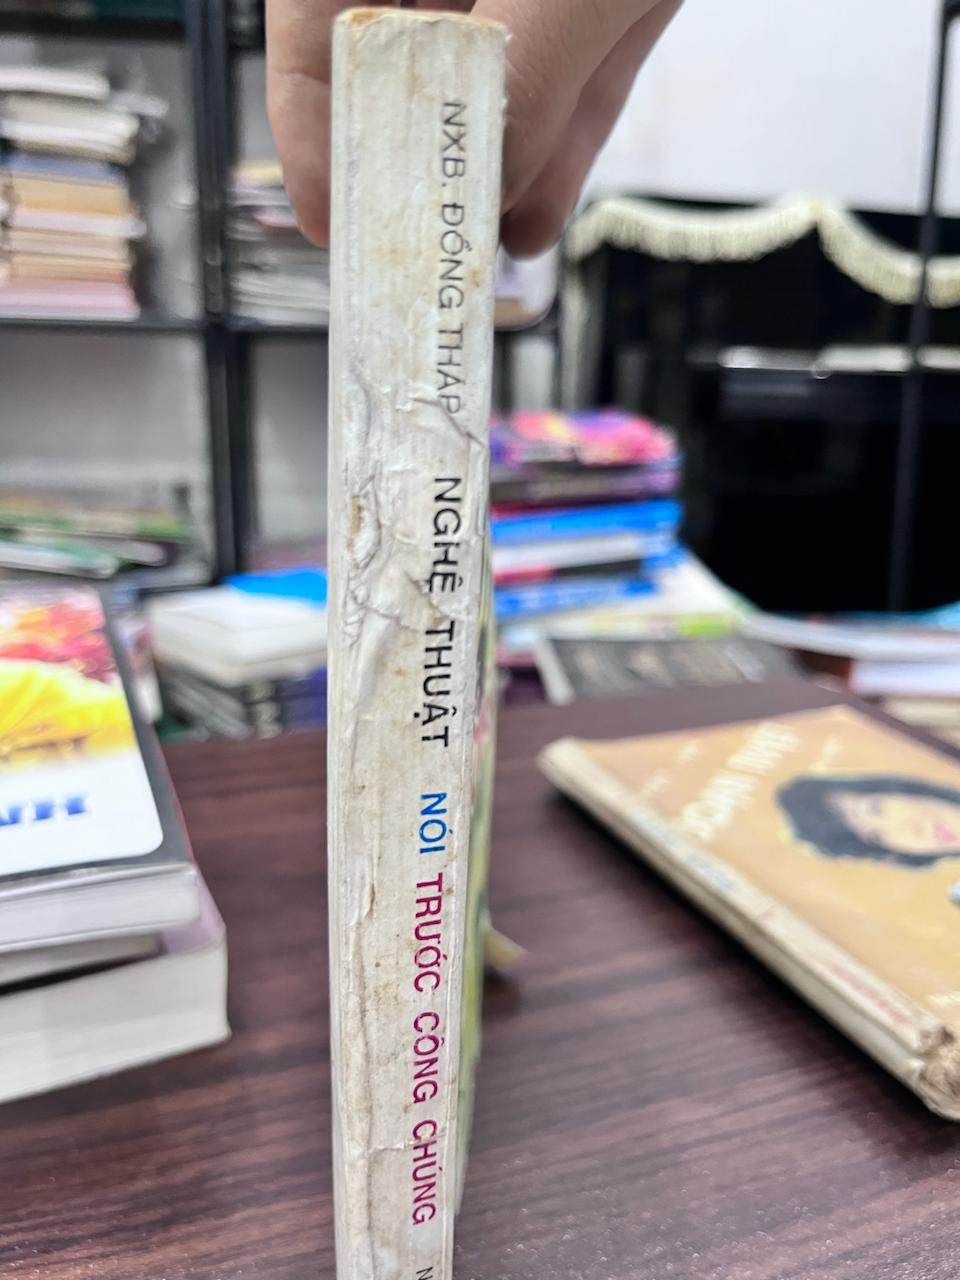 NXB. ĐỒNG THÁP NGHỆ THUẬT NÓI TRƯỚC CÔNG CHÚNG